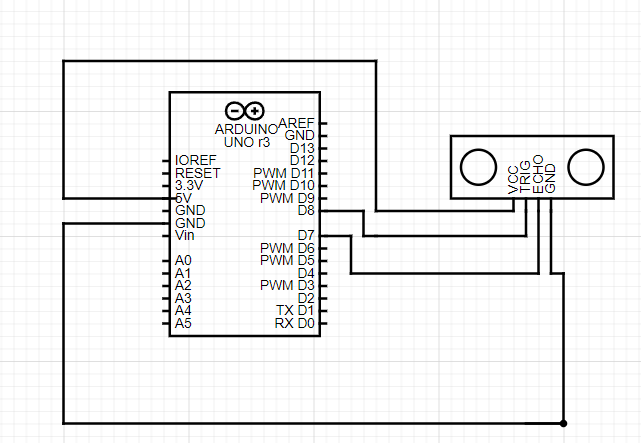 ARDUINO
UNO r3
IOREF
RESET
3.3V
5V
GND
GND
Vin
A0
A1
A2
A3
A4
A5
AREF
GND
D13
D12
PWM D11
PWM D10
PWM D9
D8
D7
PWM D6
PWM D5
D4
PWM D3
D2
TX D1
RX D0
VCC
TRIG
ECHO
GND